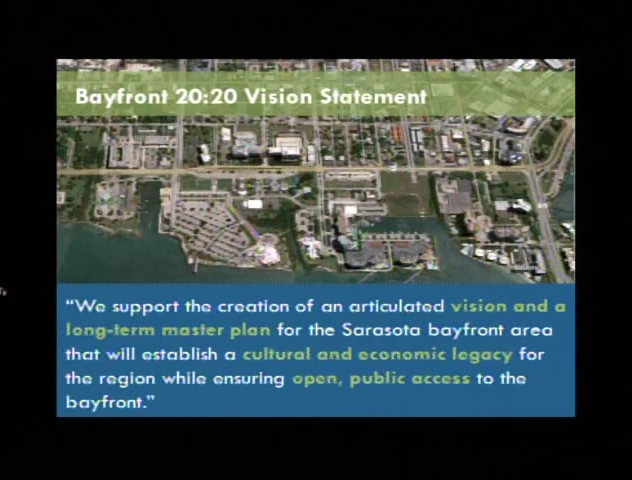 Bayfront 20:20 Vision Statement
“We support the creation of an articulated vision and a
long-term master plan for the Sarasota bayfront area
that will establish a cultural and economic legacy for
the region while ensuring open, public access to the
bayfront.”